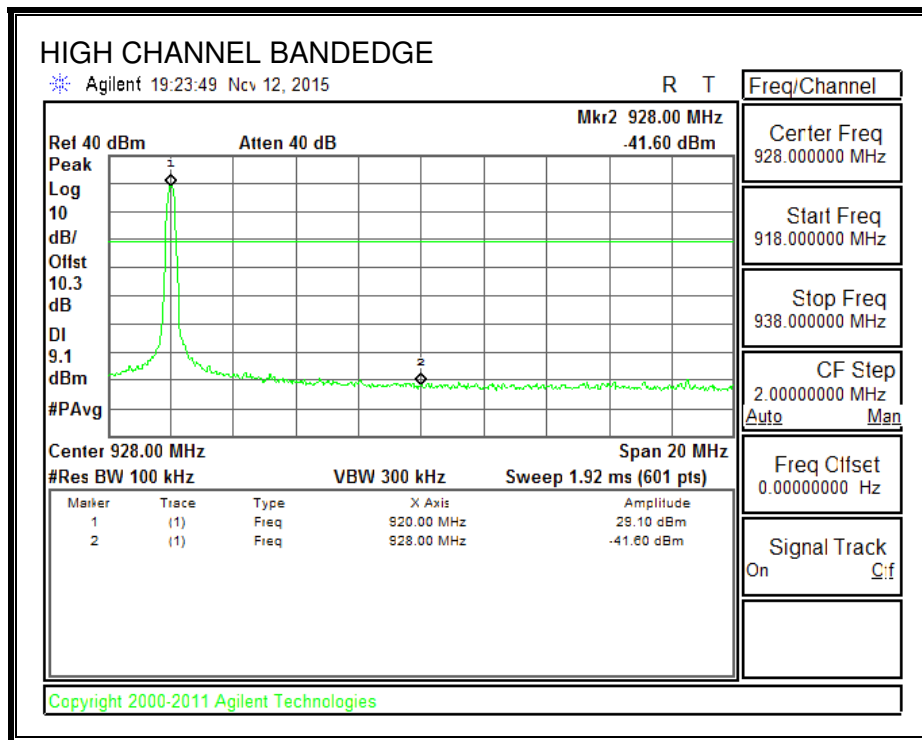 HIGH CHANNEL BANDEDGE
Agilent 19:23:49 Nov 12, 2015 R T
Mkr2 928.00 MHz
Ref 40 dBm Atten 40 dB -41.60 dBm
Peak
Log
10
dB/
Offst
10.3
dB
DI
9.1
dBm
#PAvg
1
2
Center 928.00 MHz Span 20 MHz
#Res BW 100 kHz VBW 300 kHz Sweep 1.92 ms (601 pts)
Marker Trace Type X Axis Amplitude
1 (1) Freq 920.00 MHz 29.10 dBm
2 (1) Freq 928.00 MHz -41.60 dBm
Freq/Channel
Center Freq
928.000000 MHz
Start Freq
918.000000 MHz
Stop Freq
938.000000 MHz
CF Step
2.00000000 MHz
Auto Man
Freq Offset
0.00000000 Hz
Signal Track
On Off
Copyright 2000-2011 Agilent Technologies